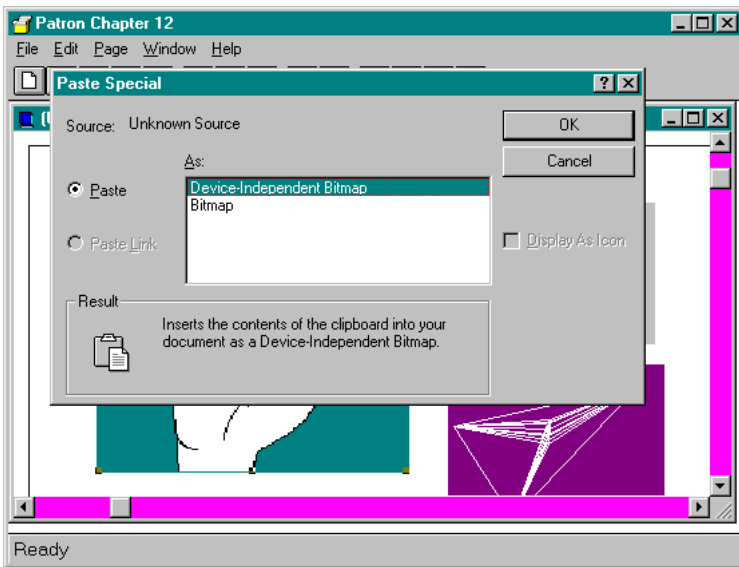 Patron Chapter 12
File Edit Page Window Help
Paste Special
Source: Unknown Source
OK
As:
Cancel
Paste
Device-Independent Bitmap
Bitmap
Paste Link
Display As Icon
Result
Inserts the contents of the clipboard into your
document as a Device-Independent Bitmap.
Ready